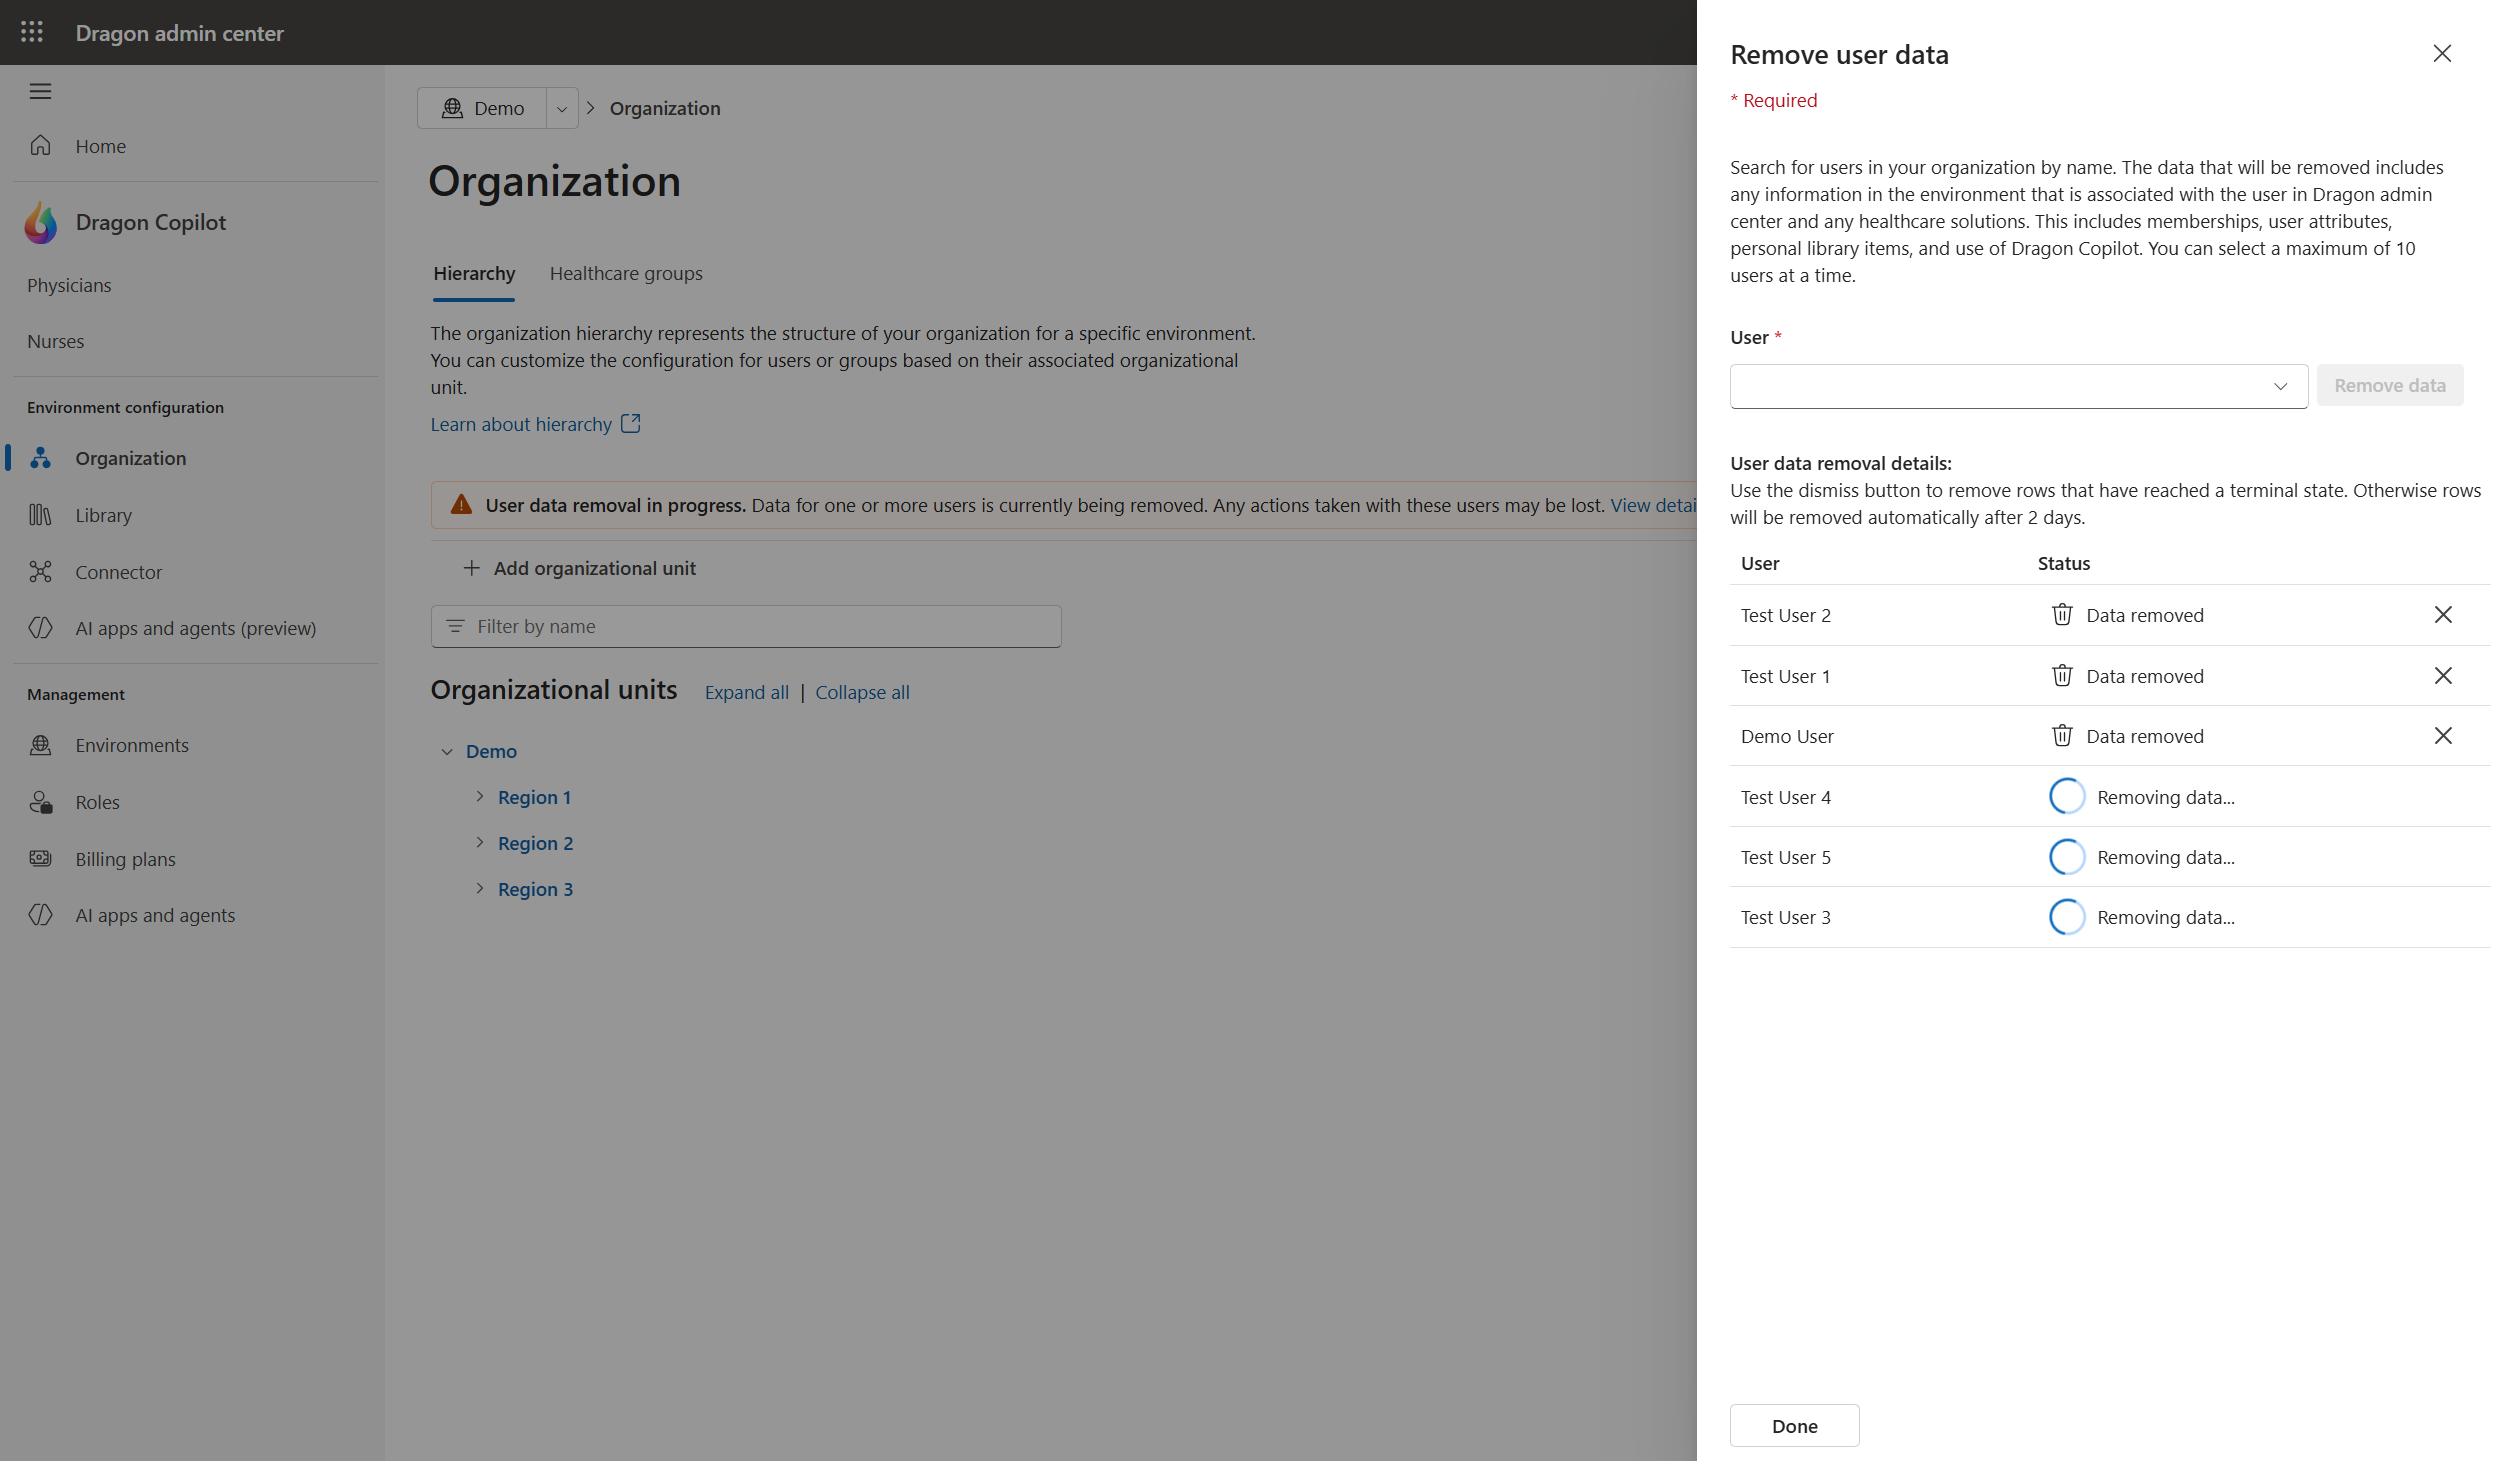 Dragon admin center
Home
Dragon Copilot
Physicians
Nurses
Environment configuration
Organization
Library
Connector
AI apps and agents (preview)
Management
Environments
Roles
Billing plans
AI apps and agents
Demo
Organization
Organization
Hierarchy
Healthcare groups
The organization hierarchy represents the structure of your organization for a specific environment.
You can customize the configuration for users or groups based on their associated organizational
unit.
Learn about hierarchy
User data removal in progress. Data for one or more users is currently being removed. Any actions taken with these users may be lost. View detai
Add organizational unit
Filter by name
Organizational units Expand all | Collapse all
Demo
Region 1
Region 2
Region 3
Remove user data
* Required
Search for users in your organization by name. The data that will be removed includes
any information in the environment that is associated with the user in Dragon admin
center and any healthcare solutions. This includes memberships, user attributes,
personal library items, and use of Dragon Copilot. You can select a maximum of 10
users at a time.
User *
Remove data
User data removal details:
Use the dismiss button to remove rows that have reached a terminal state. Otherwise rows
will be removed automatically after 2 days.
User Status
Test User 2 Data removed
Test User 1 Data removed
Demo User Data removed
Test User 4 Removing data...
Test User 5 Removing data...
Test User 3 Removing data...
Done